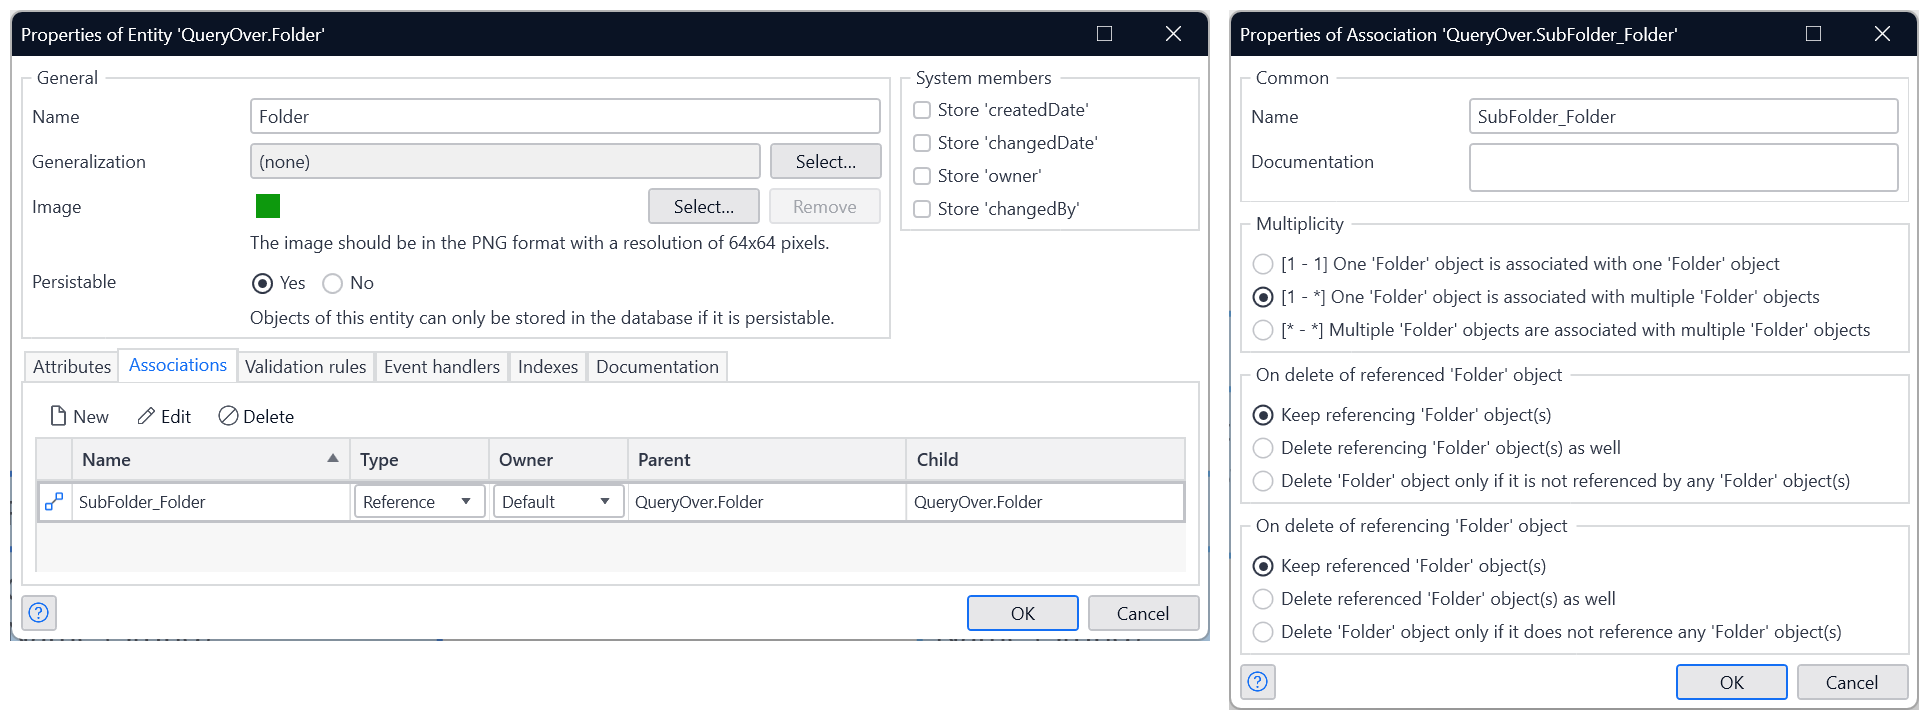 Properties of Entity 'QueryOver.Folder'
General
Name
Folder
Generalization
(none)
Select...
Image
Select...
Remove
The image should be in the PNG format with a resolution of 64x64 pixels.
Persistable
Yes
No
Objects of this entity can only be stored in the database if it is persistable.
System members
Store 'createdDate'
Store 'changedDate'
Store 'owner'
Store 'changedBy'
Attributes
Associations
Validation rules
Event handlers
Indexes
Documentation
New
Edit
Delete
Name
Type
Owner
Parent
Child
SubFolder_Folder
Reference
Default
QueryOver.Folder
QueryOver.Folder
?
OK
Cancel
Properties of Association 'QueryOver.SubFolder_Folder'
Common
Name
SubFolder_Folder
Documentation
Multiplicity
[1 - 1] One 'Folder' object is associated with one 'Folder' object
[1 - *] One 'Folder' object is associated with multiple 'Folder' objects
[* - *] Multiple 'Folder' objects are associated with multiple 'Folder' objects
On delete of referenced 'Folder' object
Keep referencing 'Folder' object(s)
Delete referencing 'Folder' object(s) as well
Delete 'Folder' object only if it is not referenced by any 'Folder' object(s)
On delete of referencing 'Folder' object
Keep referenced 'Folder' object(s)
Delete referenced 'Folder' object(s) as well
Delete 'Folder' object only if it does not reference any 'Folder' object(s)
?
OK
Cancel